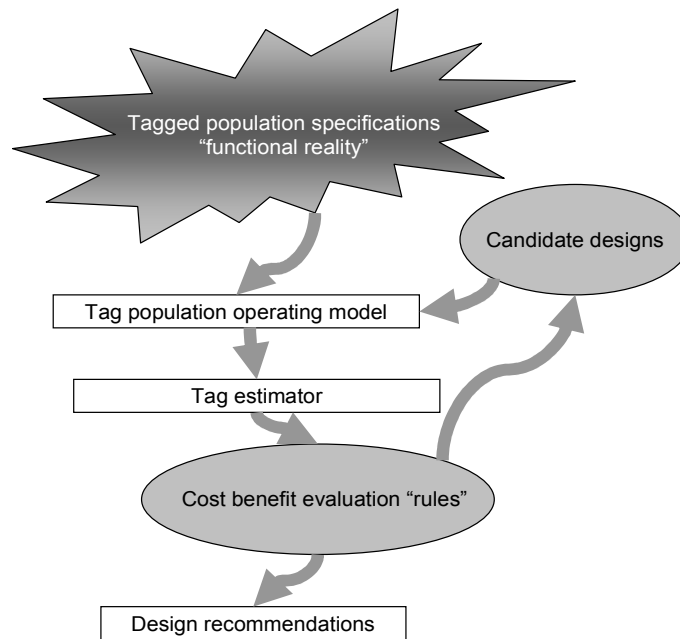 Tagged population specifications
“functional reality”
Candidate designs
Tag population operating model
Tag estimator
Cost benefit evaluation “rules”
Design recommendations